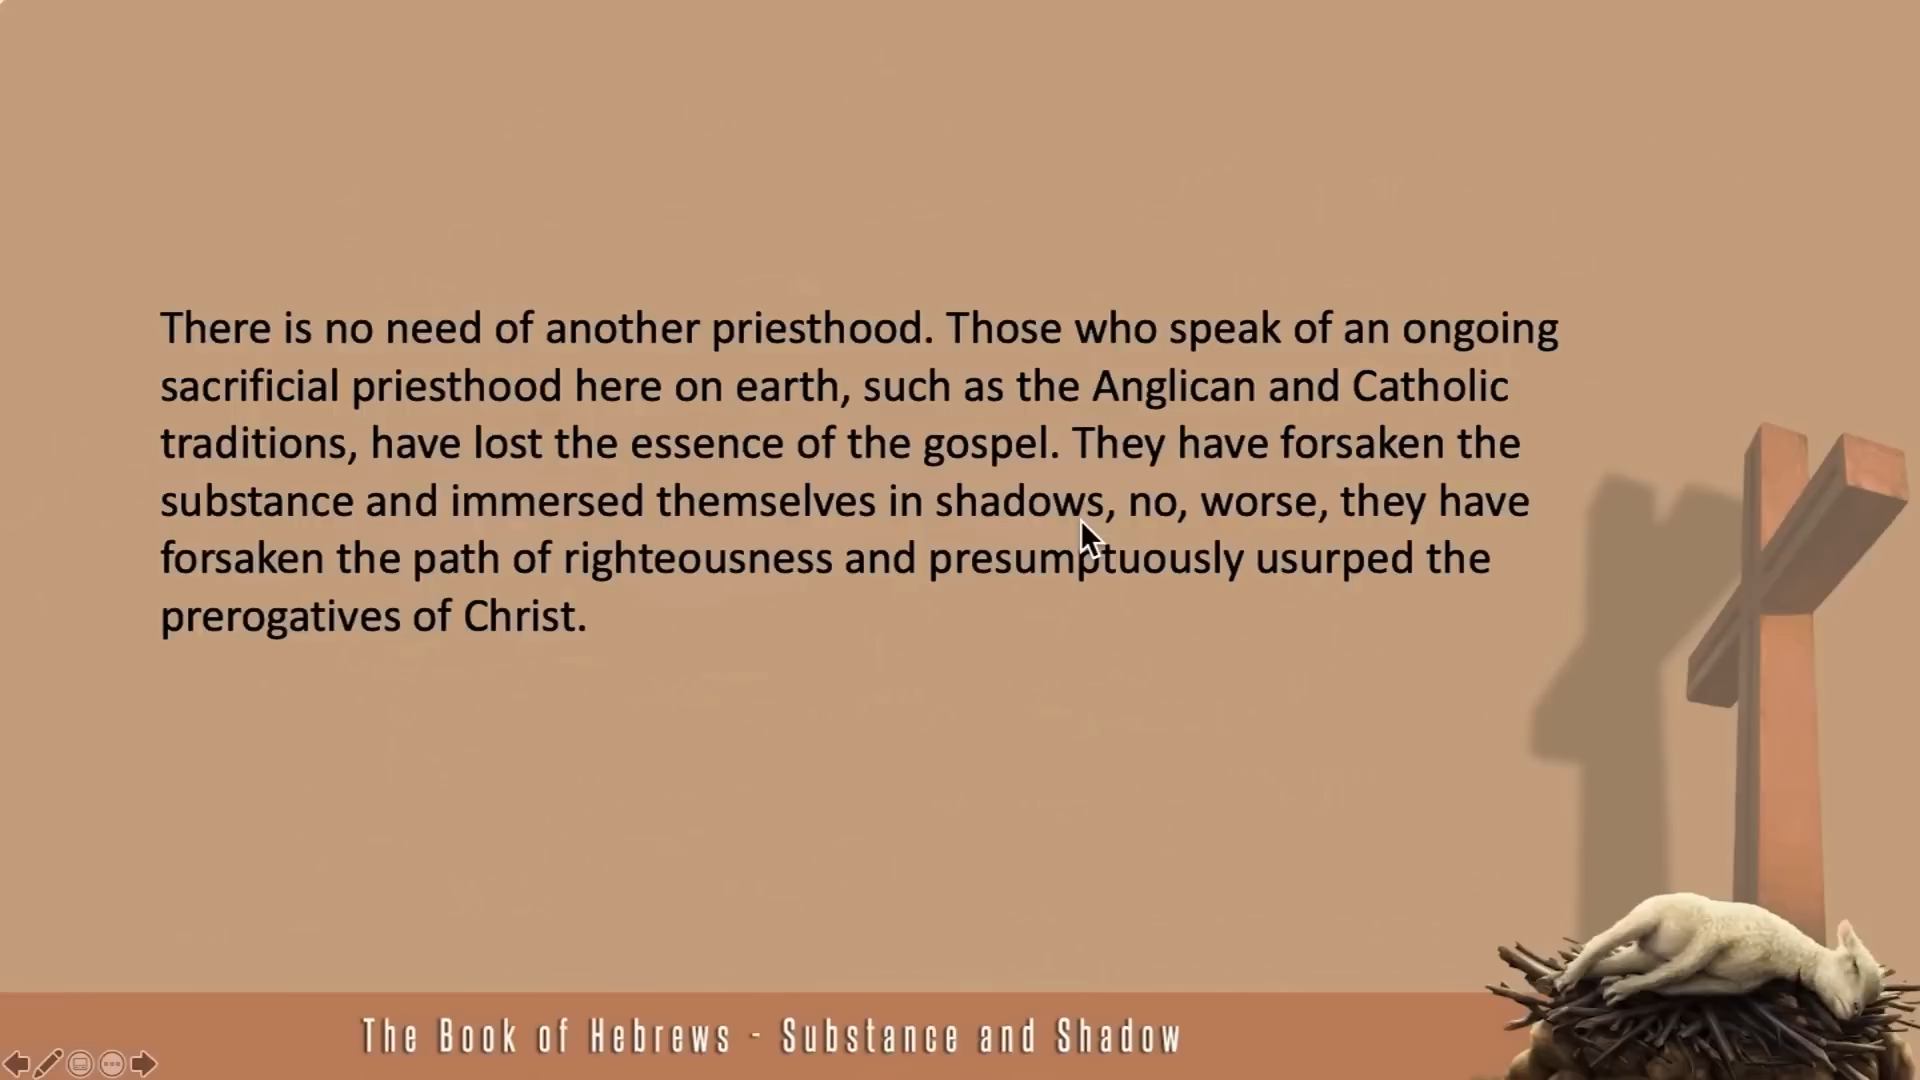 There is no need of another priesthood. Those who speak of an ongoing
sacrificial priesthood here on earth, such as the Anglican and Catholic
traditions, have lost the essence of the gospel. They have forsaken the
substance and immersed themselves in shadows, no, worse, they have
forsaken the path of righteousness and presumptuously usurped the
prerogatives of Christ.
The Book of Hebrews - Substance and Shadow